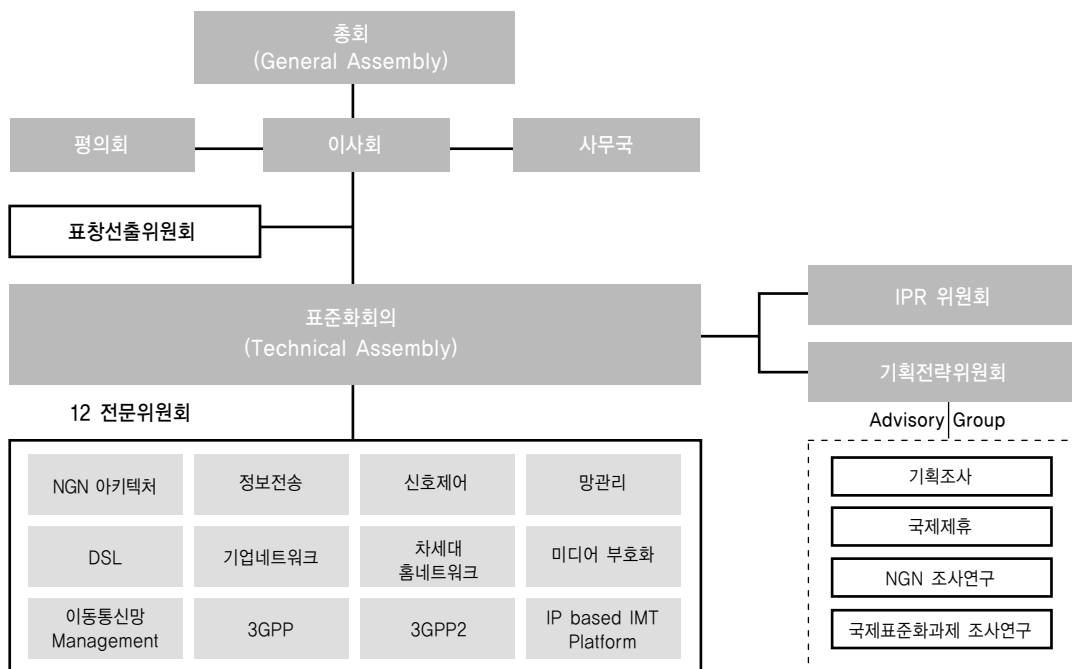 총회
(General Assembly)
평의회
이사회
사무국
표창선출위원회
표준화회의
(Technical Assembly)
IPR 위원회
기획전략위원회
12 전문위원회
Advisory Group
NGN 아키텍처
정보전송
신호제어
망관리
DSL
기업네트워크
차세대
홈네트워크
미디어 부호화
이동통신망
Management
3GPP
3GPP2
IP based IMT
Platform
기획조사
국제제휴
NGN 조사연구
국제표준화과제 조사연구